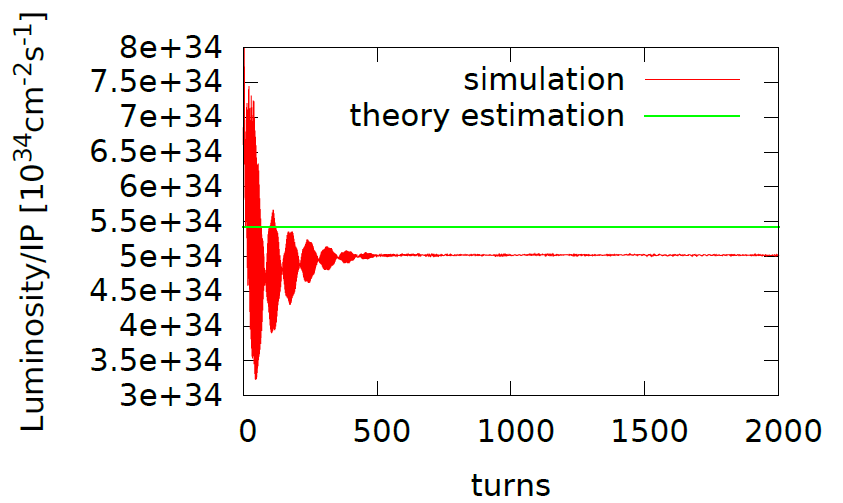 Luminosity/IP [10³⁴cm⁻²s⁻¹]
8e+34
7.5e+34
7e+34
6.5e+34
6e+34
5.5e+34
5e+34
4.5e+34
4e+34
3.5e+34
3e+34
simulation
theory estimation
0 500 1000 1500 2000
turns